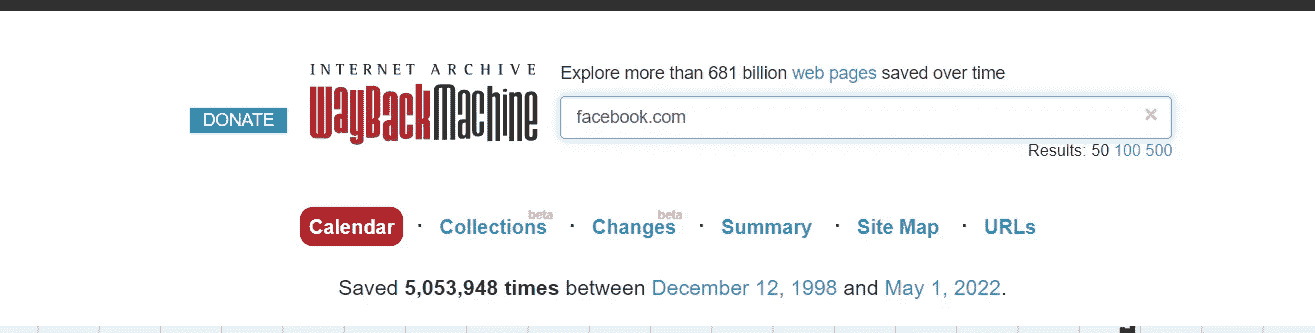 INTERNET ARCHIVE
WayBackMachine
DONATE
Explore more than 681 billion web pages saved over time
facebook.com
×
Results: 50 100 500
Calendar · Collections beta · Changes beta · Summary · Site Map · URLs
Saved 5,053,948 times between December 12, 1998 and May 1, 2022.